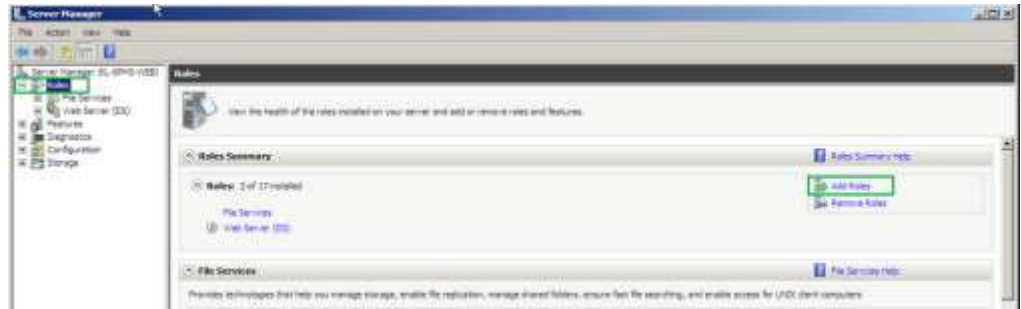 Server Manager
File Action View Help
Server Manager
Roles
File Services
Web Server (IIS)
Features
Diagnostics
Configuration
Storage
Roles
View the health of the roles installed on your server and add or remove roles and features.
Roles Summary
Roles Summary Help
Roles: 2 of 17 installed
Add Roles
Remove Roles
File Services
Web Server (IIS)
File Services
File Services Help
Provides technologies that help you manage storage, enable file replication, manage shared folders, ensure fast file searching, and enable access for UNIX client computers